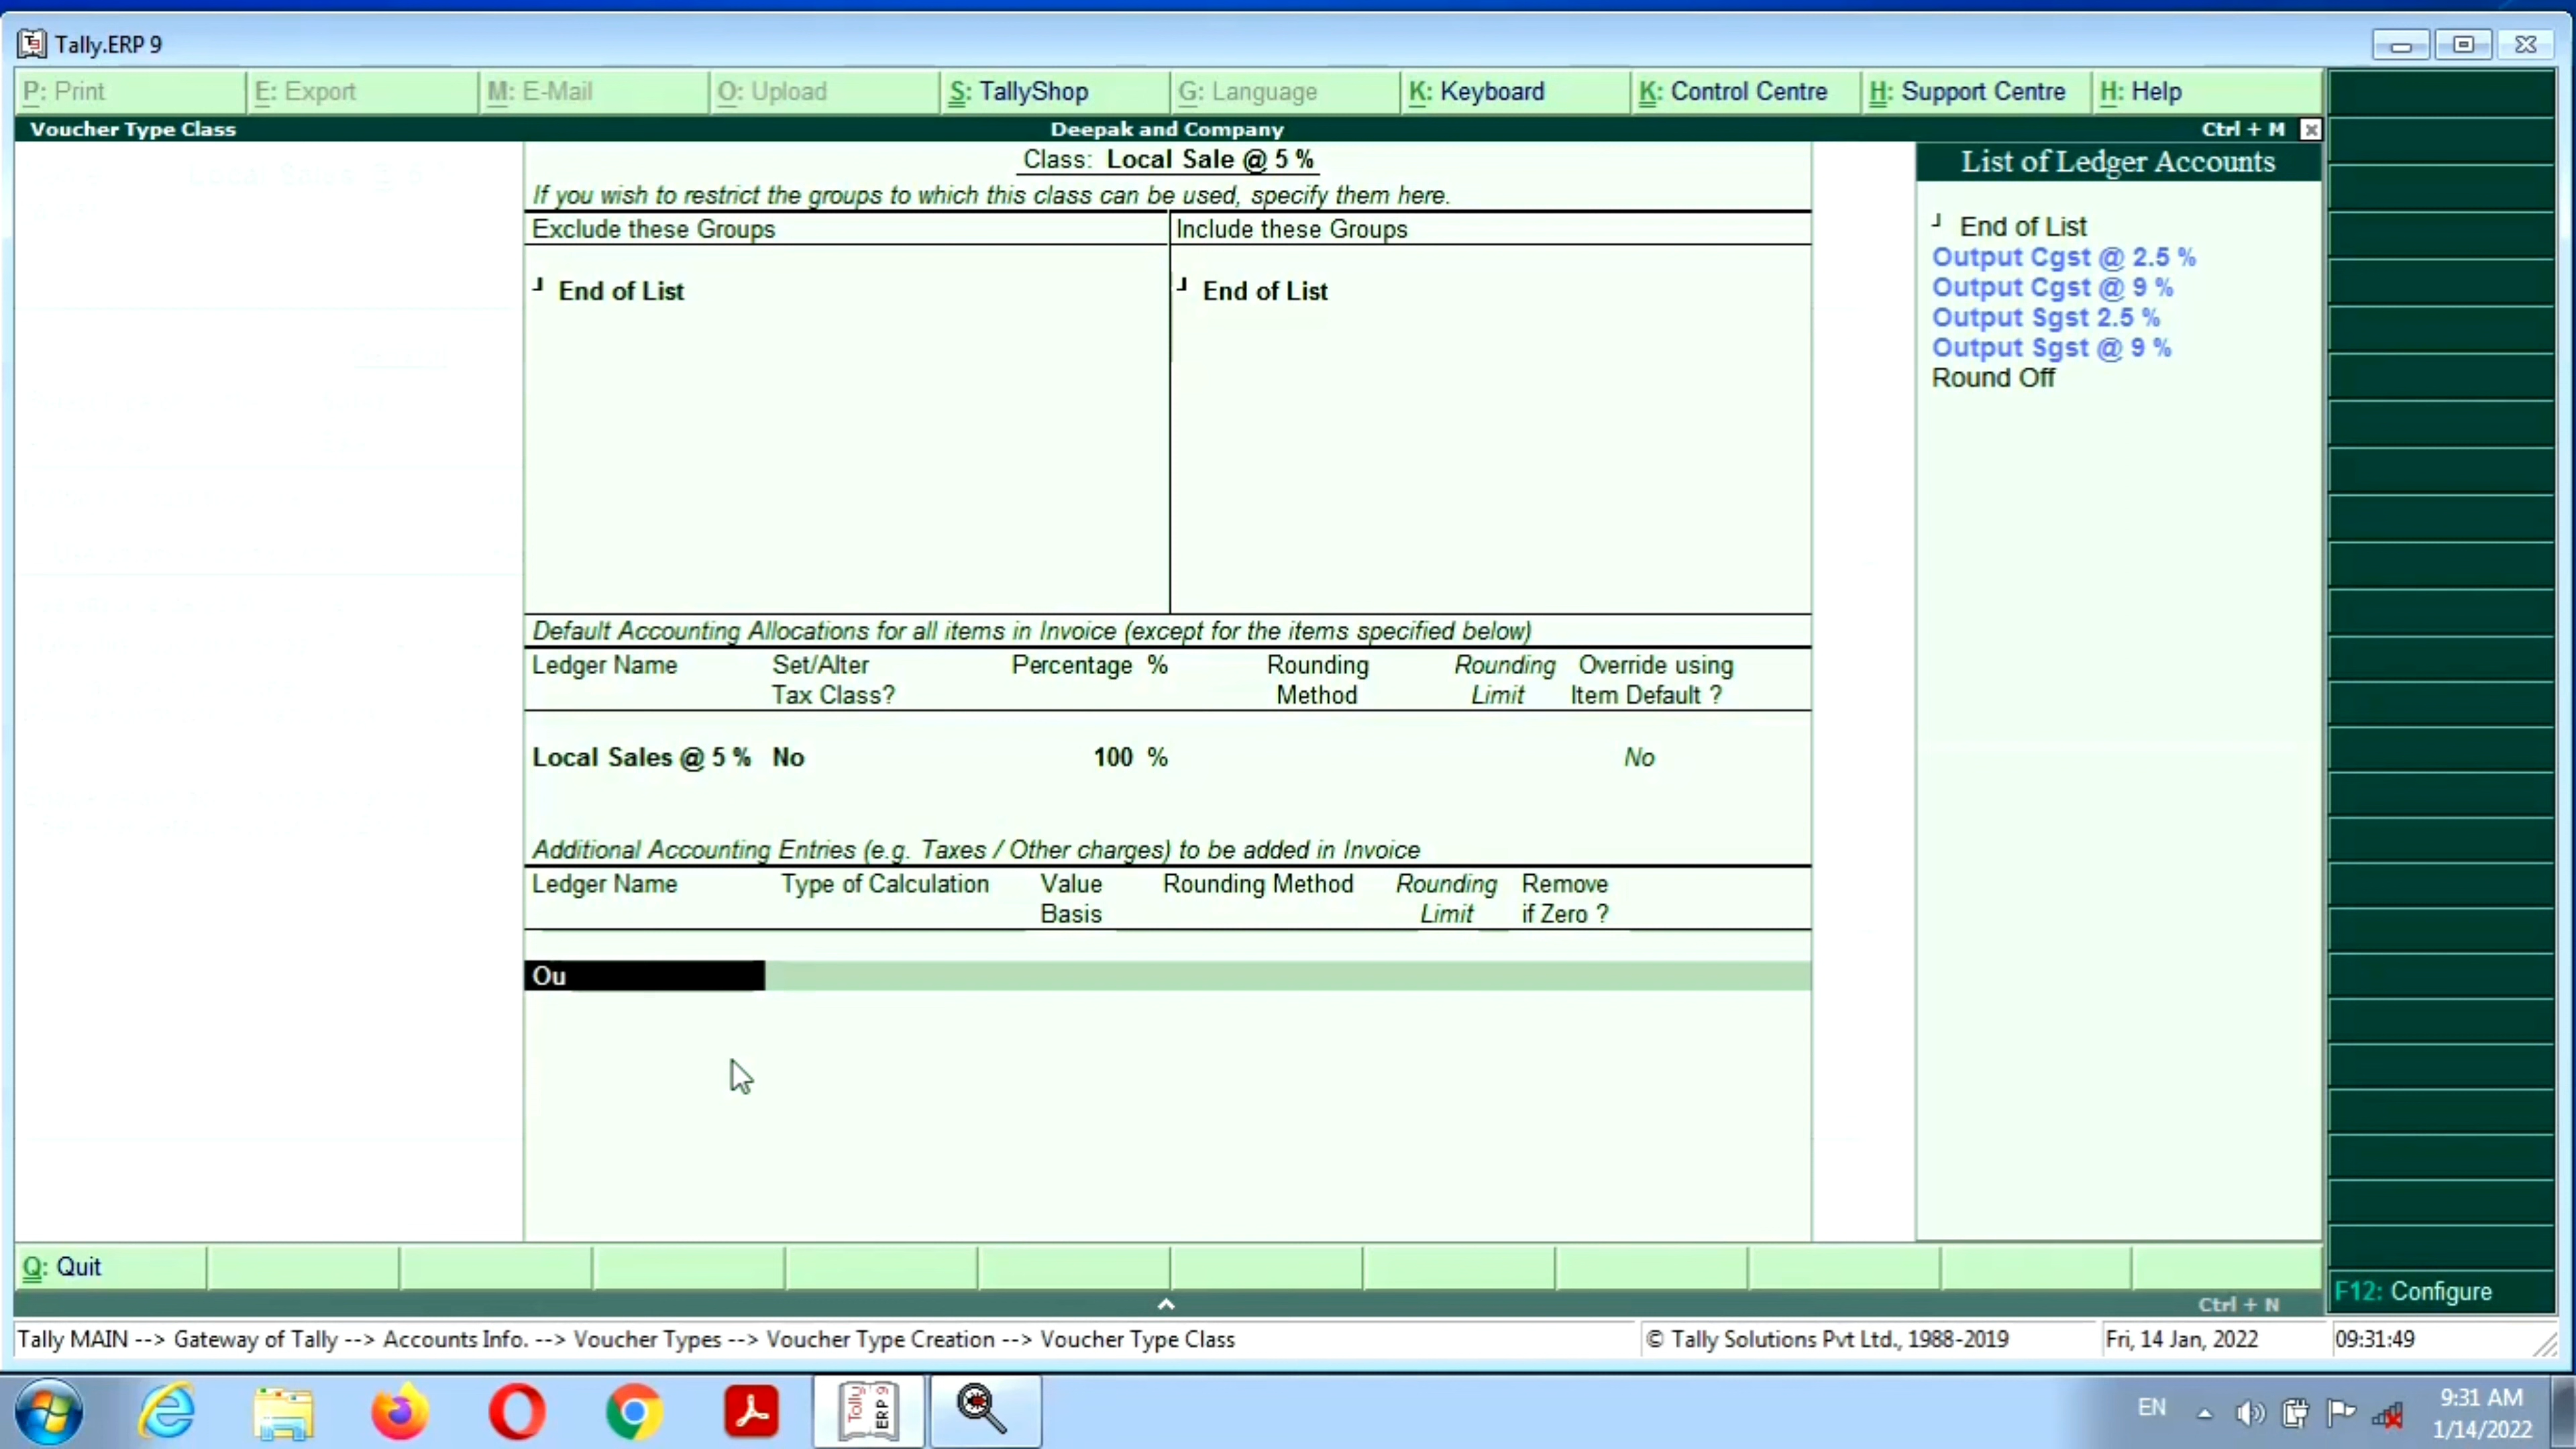 Tally.ERP 9
P: Print E: Export M: E-Mail O: Upload S: TallyShop G: Language K: Keyboard K: Control Centre H: Support Centre H: Help
Voucher Type Class Deepak and Company Ctrl + M
Class: Local Sale @ 5 %
If you wish to restrict the groups to which this class can be used, specify them here.
Exclude these Groups Include these Groups
End of List End of List
Default Accounting Allocations for all items in Invoice (except for the items specified below)
Ledger Name Set/Alter Percentage % Rounding Rounding Override using
Tax Class? Method Limit Item Default ?
Local Sales @ 5 % No 100 % No
Additional Accounting Entries (e.g. Taxes / Other charges) to be added in Invoice
Ledger Name Type of Calculation Value Rounding Method Rounding Remove
Basis Limit if Zero ?
Ou
List of Ledger Accounts
End of List
Output Cgst @ 2.5 %
Output Cgst @ 9 %
Output Sgst 2.5 %
Output Sgst @ 9 %
Round Off
Q: Quit
F12: Configure
Ctrl + N
Tally MAIN --> Gateway of Tally --> Accounts Info. --> Voucher Types --> Voucher Type Creation --> Voucher Type Class © Tally Solutions Pvt Ltd., 1988-2019 Fri, 14 Jan, 2022 09:31:49
Tally
ERP 9
EN
9:31 AM
1/14/2022